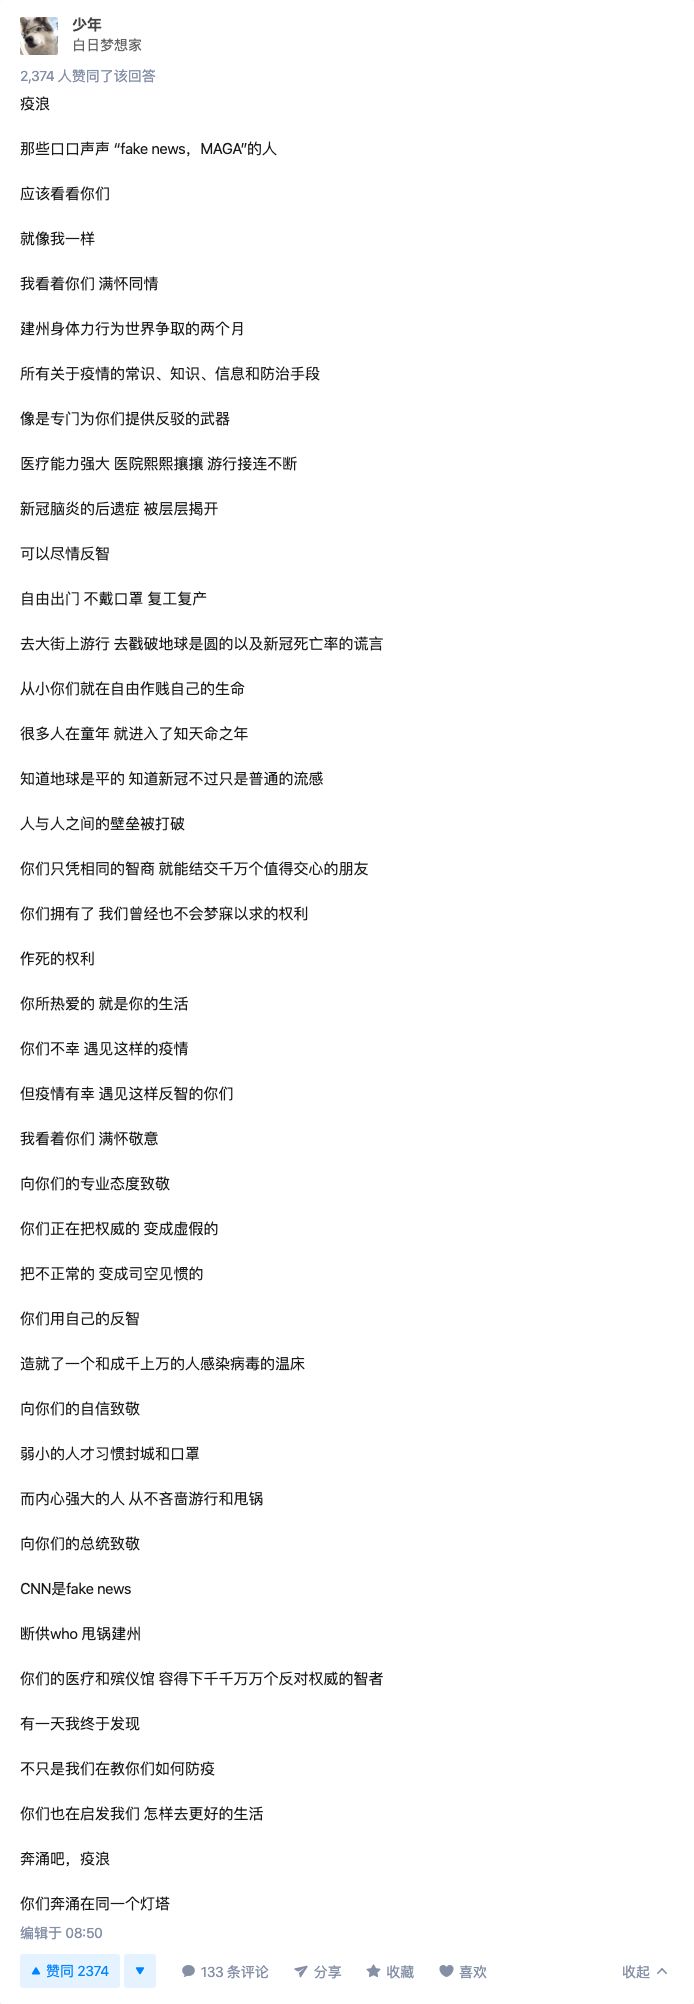 少年
白日梦想家
2,374 人赞同了该回答
疫浪
那些口口声声 “fake news，MAGA”的人
应该看看你们
就像我一样
我看着你们 满怀同情
建州身体力行为世界争取的两个月
所有关于疫情的常识、知识、信息和防治手段
像是专门为你们提供反驳的武器
医疗能力强大 医院熙熙攘攘 游行接连不断
新冠脑炎的后遗症 被层层揭开
可以尽情反智
自由出门 不戴口罩 复工复产
去大街上游行 去戳破地球是圆的以及新冠死亡率的谎言
从小你们就在自由作贱自己的生命
很多人在童年 就进入了知天命之年
知道地球是平的 知道新冠不过只是普通的流感
人与人之间的壁垒被打破
你们只凭相同的智商 就能结交千万个值得交心的朋友
你们拥有了 我们曾经也不会梦寐以求的权利
作死的权利
你所热爱的 就是你的生活
你们不幸 遇见这样的疫情
但疫情有幸 遇见这样反智的你们
我看着你们 满怀敬意
向你们的专业态度致敬
你们正在把权威的 变成虚假的
把不正常的 变成司空见惯的
你们用自己的反智
造就了一个和成千上万的人感染病毒的温床
向你们的自信致敬
弱小的人才习惯封城和口罩
而内心强大的人 从不吝啬游行和甩锅
向你们的总统致敬
CNN是fake news
断供who 甩锅建州
你们的医疗和殡仪馆 容得下千千万万个反对权威的智者
有一天我终于发现
不只是我们在教你们如何防疫
你们也在启发我们 怎样去更好的生活
奔涌吧，疫浪
你们奔涌在同一个灯塔
编辑于 08:50
赞同 2374 133 条评论 分享 收藏 喜欢 收起